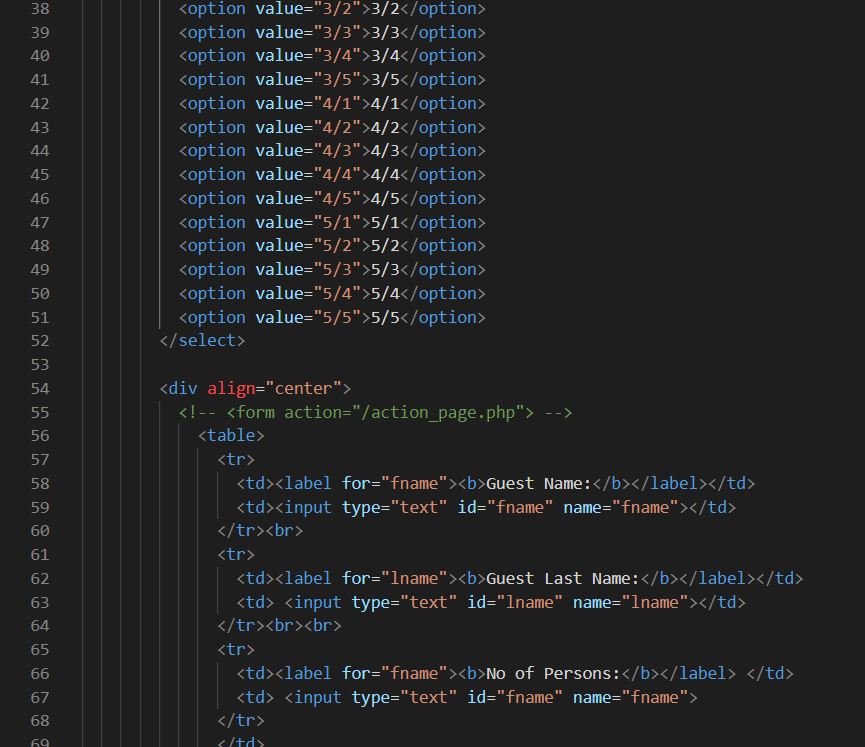 38 <option value="3/2">3/2</option>
39 <option value="3/3">3/3</option>
40 <option value="3/4">3/4</option>
41 <option value="3/5">3/5</option>
42 <option value="4/1">4/1</option>
43 <option value="4/2">4/2</option>
44 <option value="4/3">4/3</option>
45 <option value="4/4">4/4</option>
46 <option value="4/5">4/5</option>
47 <option value="5/1">5/1</option>
48 <option value="5/2">5/2</option>
49 <option value="5/3">5/3</option>
50 <option value="5/4">5/4</option>
51 <option value="5/5">5/5</option>
52 </select>
53
54 <div align="center">
55 <!-- <form action="/action_page.php"> -->
56 <table>
57 <tr>
58 <td><label for="fname"><b>Guest Name:</b></label></td>
59 <td><input type="text" id="fname" name="fname"></td>
60 </tr><br>
61 <tr>
62 <td><label for="lname"><b>Guest Last Name:</b></label></td>
63 <td> <input type="text" id="lname" name="lname"></td>
64 </tr><br><br>
65 <tr>
66 <td><label for="fname"><b>No of Persons:</b></label> </td>
67 <td> <input type="text" id="fname" name="fname">
68 </tr>
69 </td>